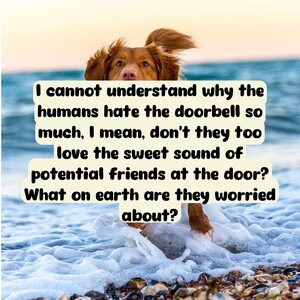 I cannot understand why the
humans hate the doorbell so
much, I mean, don't they too
love the sweet sound of
potential friends at the door?
What on earth are they worried
about?